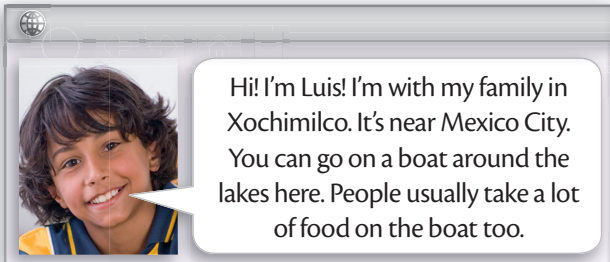 Hi! I'm Luis! I'm with my family in
Xochimilco. It's near Mexico City.
You can go on a boat around the
lakes here. People usually take a lot
of food on the boat too.